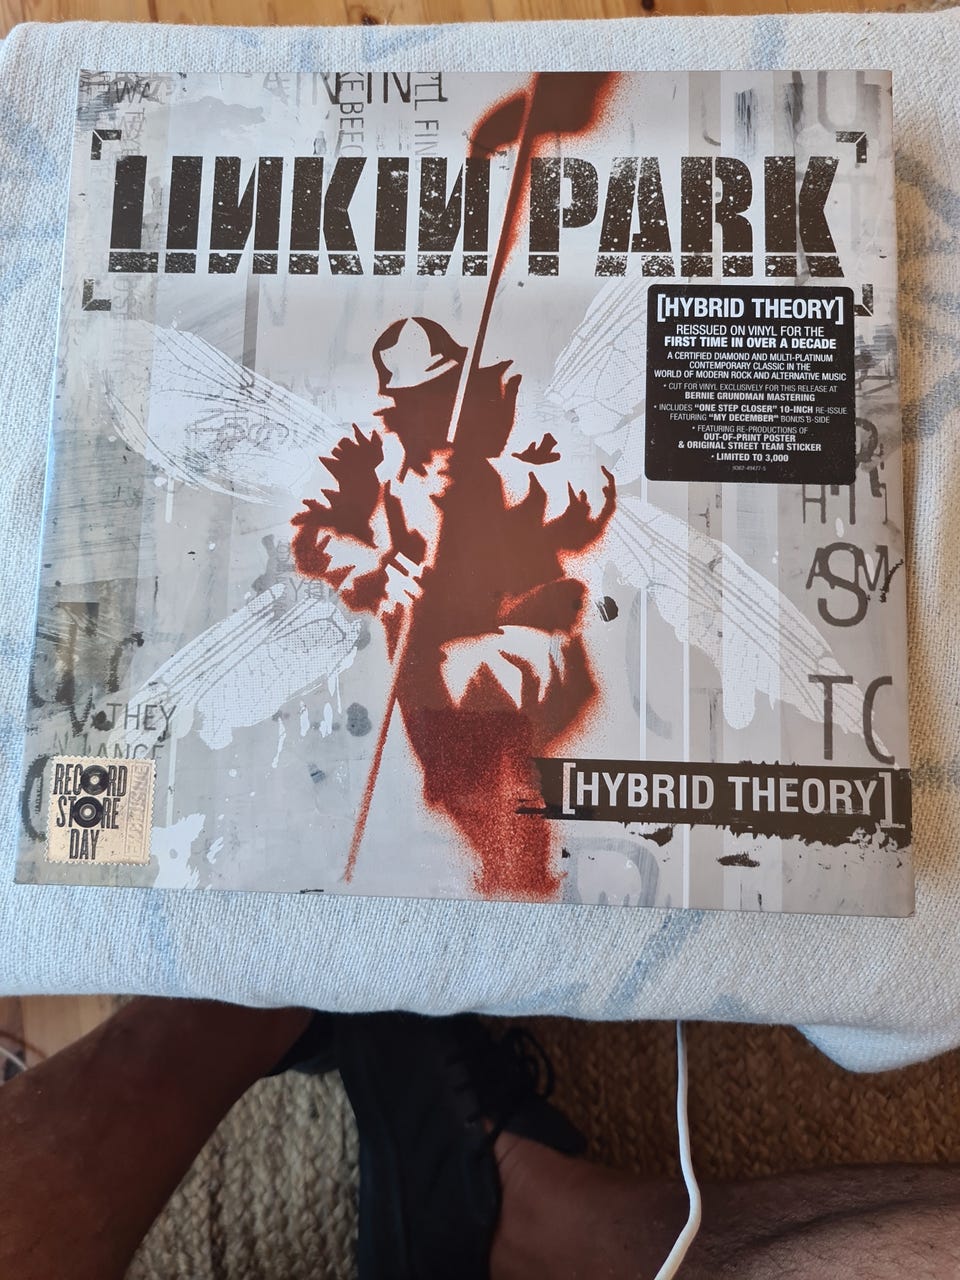 LINKIN PARK
[HYBRID THEORY]
REISSUED ON VINYL FOR THE
FIRST TIME IN OVER A DECADE
A CERTIFIED DIAMOND AND MULTI-PLATINUM
CONTEMPORARY CLASSIC IN THE
WORLD OF MODERN ROCK AND ALTERNATIVE MUSIC
• CUT FOR VINYL EXCLUSIVELY FOR THIS RELEASE AT
BERNIE GRUNDMAN MASTERING
• INCLUDES “ONE STEP CLOSER” 10-INCH RE-ISSUE
FEATURING “MY DECEMBER” BONUS B-SIDE
• FEATURING RE-PRODUCTIONS OF
OUT-OF-PRINT POSTER
& ORIGINAL STREET TEAM STICKER
• LIMITED TO 3,000
THEY
TO
RECORD
STORE
DAY
[HYBRID THEORY]